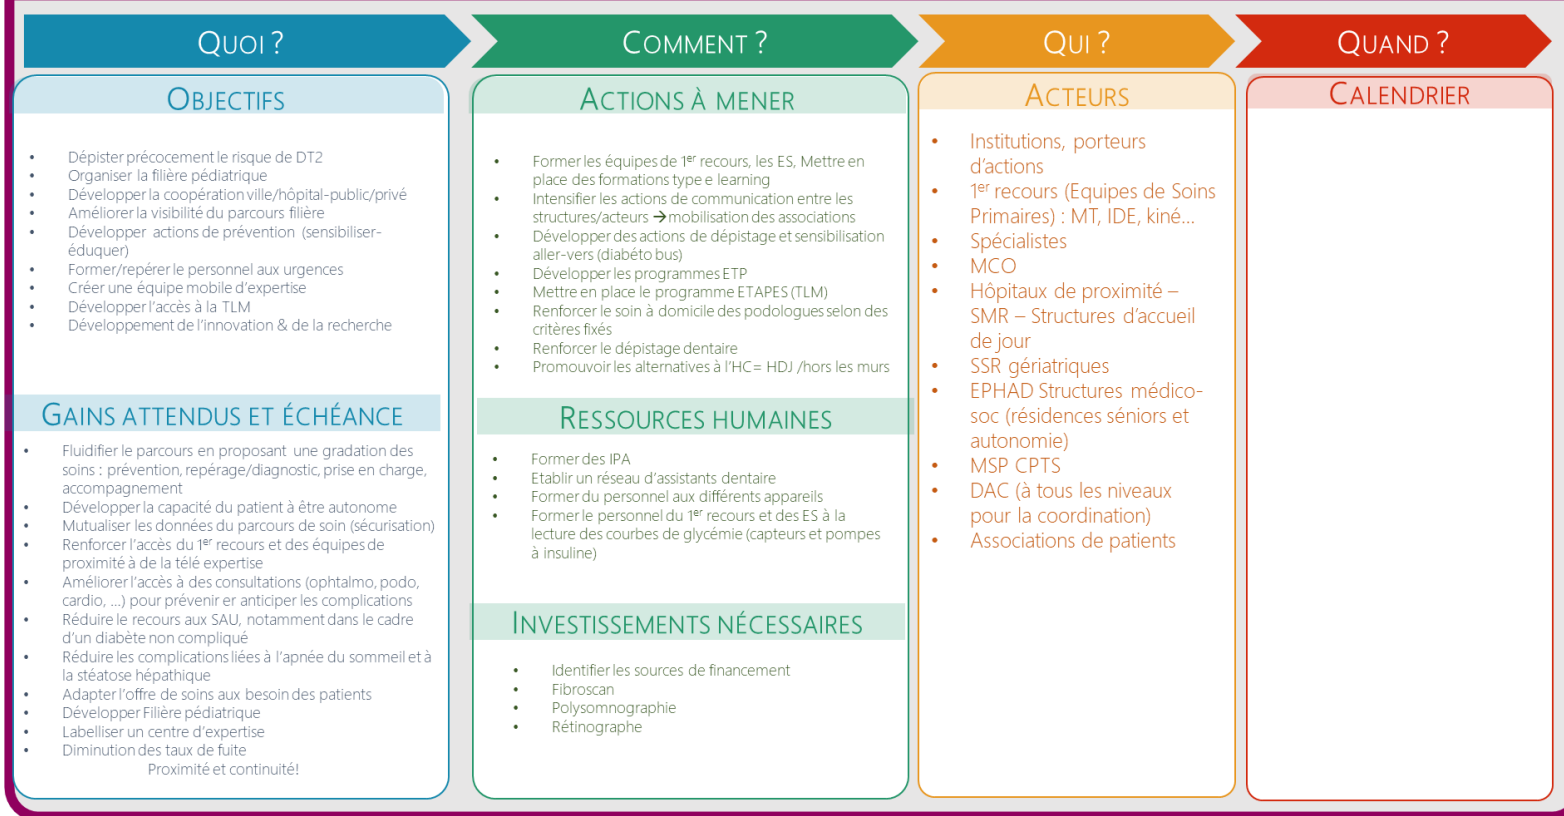 QUOI ?
OBJECTIFS
• Dépister précocement le risque de DT2
• Organiser la filière pédiatrique
• Développer la coopération ville/hôpital-public/privé
• Améliorer la visibilité du parcours filière
• Développer actions de prévention (sensibiliser-
éduquer)
• Former/repérer le personnel aux urgences
• Créer une équipe mobile d'expertise
• Développer l'accès à la TLM
• Développement de l'innovation & de la recherche
GAINS ATTENDUS ET ÉCHÉANCE
• Fluidifier le parcours en proposant une gradation des
soins : prévention, repérage/diagnostic, prise en charge,
accompagnement
• Développer la capacité du patient à être autonome
• Mutualiser les données du parcours de soin (sécurisation)
• Renforcer l'accès du 1er recours et des équipes de
proximité à de la télé expertise
• Améliorer l'accès à des consultations (ophtalmo, podo,
cardio, ...) pour prévenir er anticiper les complications
• Réduire le recours aux SAU, notamment dans le cadre
d'un diabète non compliqué
• Réduire les complications liées à l'apnée du sommeil et à
la stéatose hépathique
• Adapter l'offre de soins aux besoin des patients
• Développer Filière pédiatrique
• Labelliser un centre d'expertise
• Diminution des taux de fuite
Proximité et continuité!
COMMENT ?
ACTIONS À MENER
• Former les équipes de 1er recours, les ES, Mettre en
place des formations type e learning
• Intensifier les actions de communication entre les
structures/acteurs → mobilisation des associations
• Développer des actions de dépistage et sensibilisation
aller-vers (diabéto bus)
• Développer les programmes ETP
• Mettre en place le programme ETAPES (TLM)
• Renforcer le soin à domicile des podologues selon des
critères fixés
• Renforcer le dépistage dentaire
• Promouvoir les alternatives à l'HC= HDJ /hors les murs
RESSOURCES HUMAINES
• Former des IPA
• Etablir un réseau d'assistants dentaire
• Former du personnel aux différents appareils
• Former le personnel du 1er recours et des ES à la
lecture des courbes de glycémie (capteurs et pompes
à insuline)
INVESTISSEMENTS NÉCESSAIRES
• Identifier les sources de financement
• Fibroscan
• Polysomnographie
• Rétinographe
QUI ?
ACTEURS
• Institutions, porteurs
d'actions
• 1er recours (Equipes de Soins
Primaires) : MT, IDE, kiné...
• Spécialistes
• MCO
• Hôpitaux de proximité –
SMR – Structures d'accueil
de jour
• SSR gériatriques
• EPHAD Structures médico-
soc (résidences séniors et
autonomie)
• MSP CPTS
• DAC (à tous les niveaux
pour la coordination)
• Associations de patients
QUAND ?
CALENDRIER